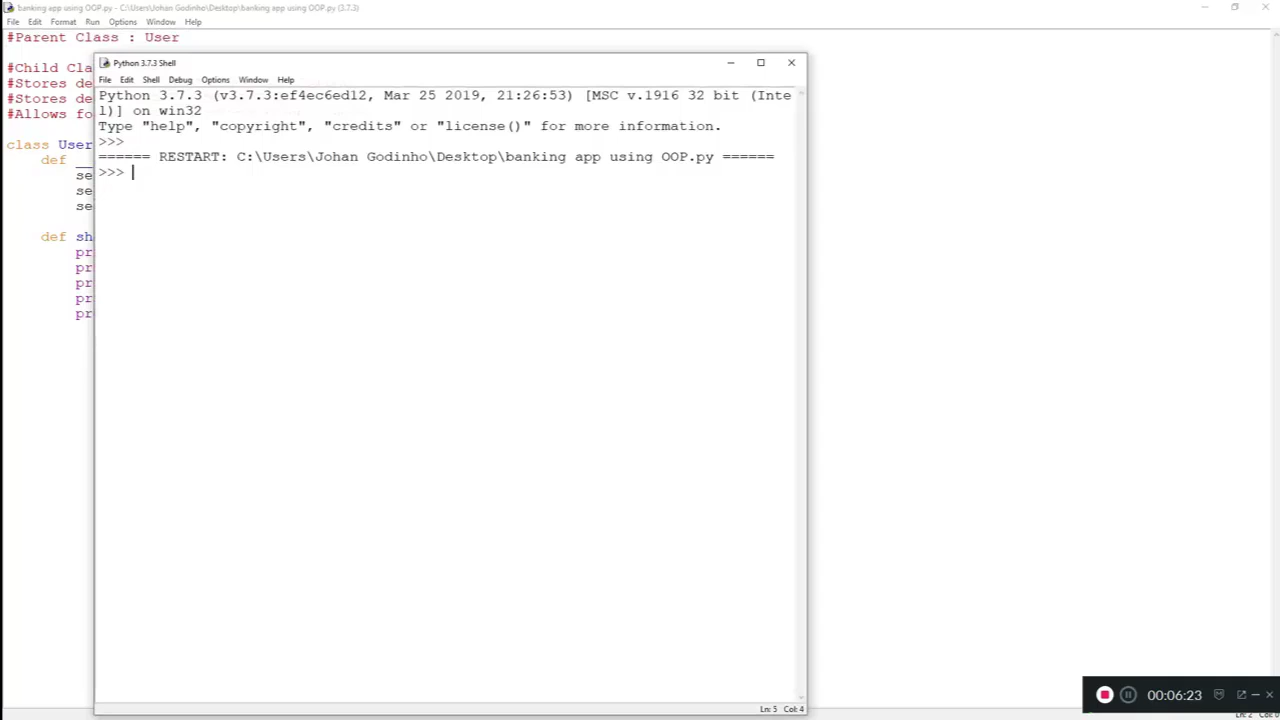 banking app using OOP.py - C:\Users\Johan Godinho\Desktop\banking app using OOP.py (3.7.3)
File Edit Format Run Options Window Help
#Parent Class : User
#Child Cla
#Stores de
#Stores de
#Allows fo
class User
def __
se
se
se
def sh
pr
pr
pr
pr
pr
Python 3.7.3 Shell
File Edit Shell Debug Options Window Help
Python 3.7.3 (v3.7.3:ef4ec6ed12, Mar 25 2019, 21:26:53) [MSC v.1916 32 bit (Inte
l)] on win32
Type "help", "copyright", "credits" or "license()" for more information.
>>>
====== RESTART: C:\Users\Johan Godinho\Desktop\banking app using OOP.py ======
>>>
Ln: 5 Col: 4
00:06:23
Ln: 2 Col: 0